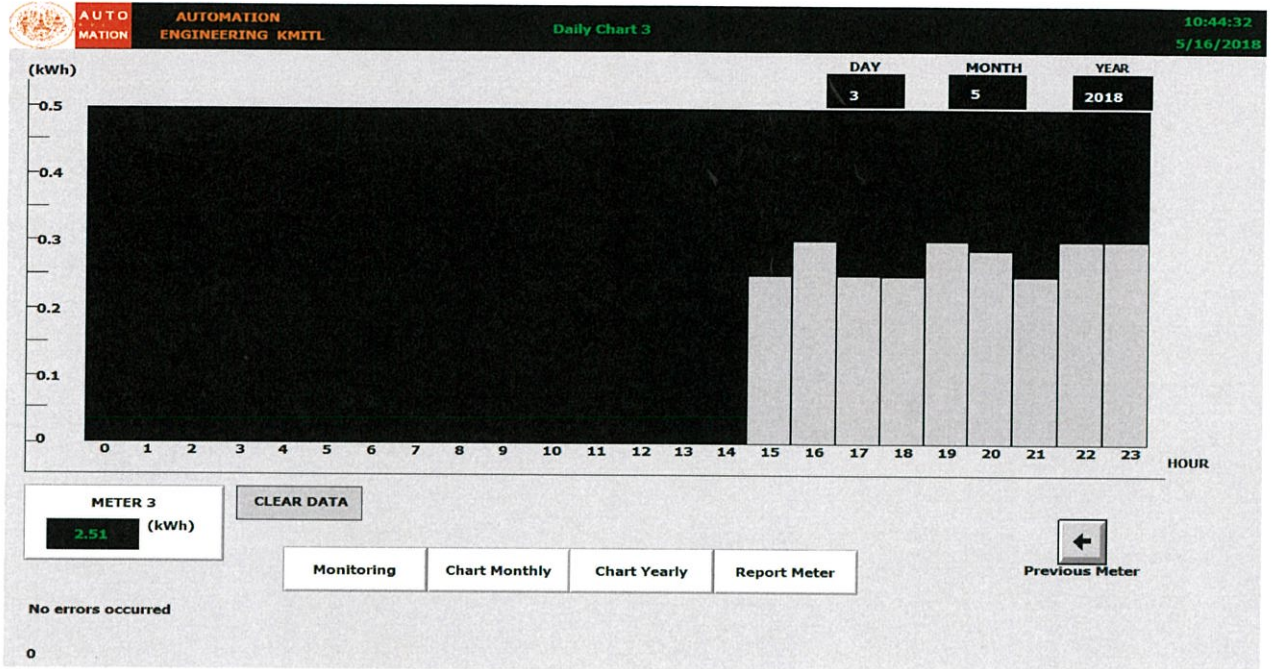 AUTO
MATION
AUTOMATION
ENGINEERING KMITL
Daily Chart 3
10:44:32
5/16/2018
(kWh)
DAY
MONTH
YEAR
3
5
2018
0.5
0.4
0.3
0.2
0.1
0
0 1 2 3 4 5 6 7 8 9 10 11 12 13 14 15 16 17 18 19 20 21 22 23
HOUR
METER 3
2.51 (kWh)
CLEAR DATA
Monitoring
Chart Monthly
Chart Yearly
Report Meter
Previous Meter
No errors occurred
0